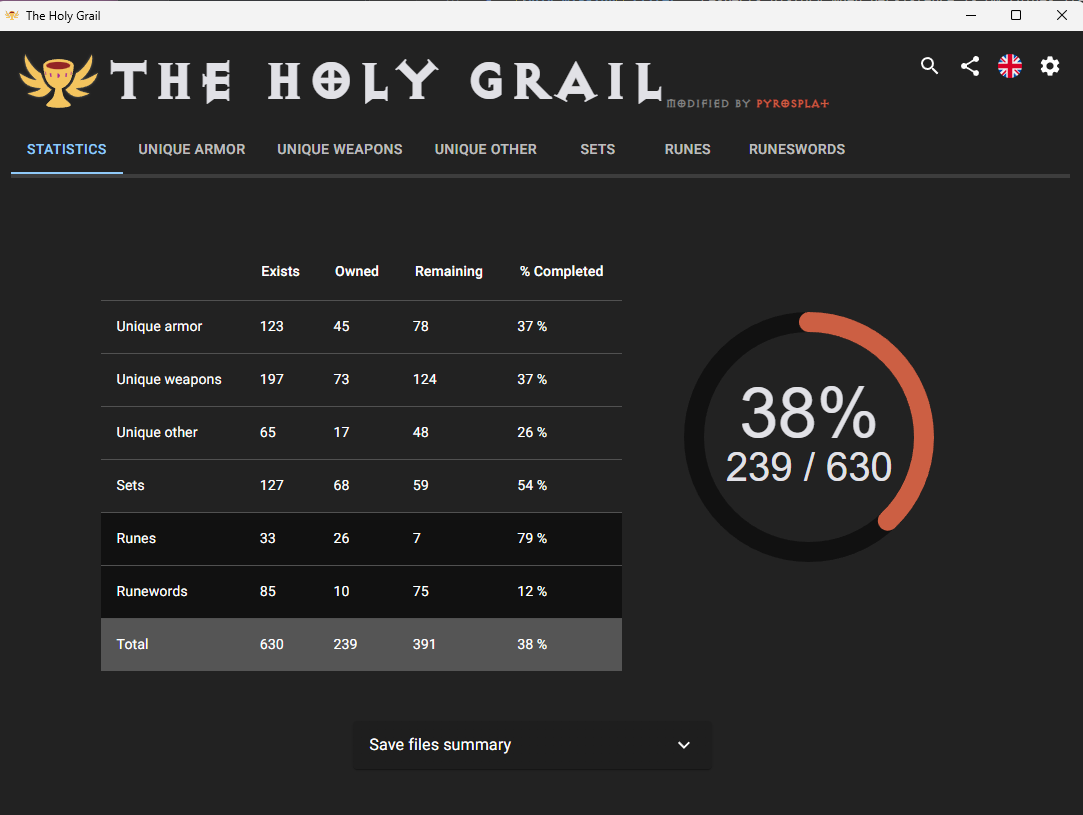 The Holy Grail
THE HOLY GRAIL
MODIFIED BY PYROSPLAT
STATISTICS UNIQUE ARMOR UNIQUE WEAPONS UNIQUE OTHER SETS RUNES RUNESWORDS
Exists Owned Remaining % Completed
Unique armor 123 45 78 37 %
Unique weapons 197 73 124 37 %
Unique other 65 17 48 26 %
Sets 127 68 59 54 %
Runes 33 26 7 79 %
Runewords 85 10 75 12 %
Total 630 239 391 38 %
38%
239 / 630
Save files summary